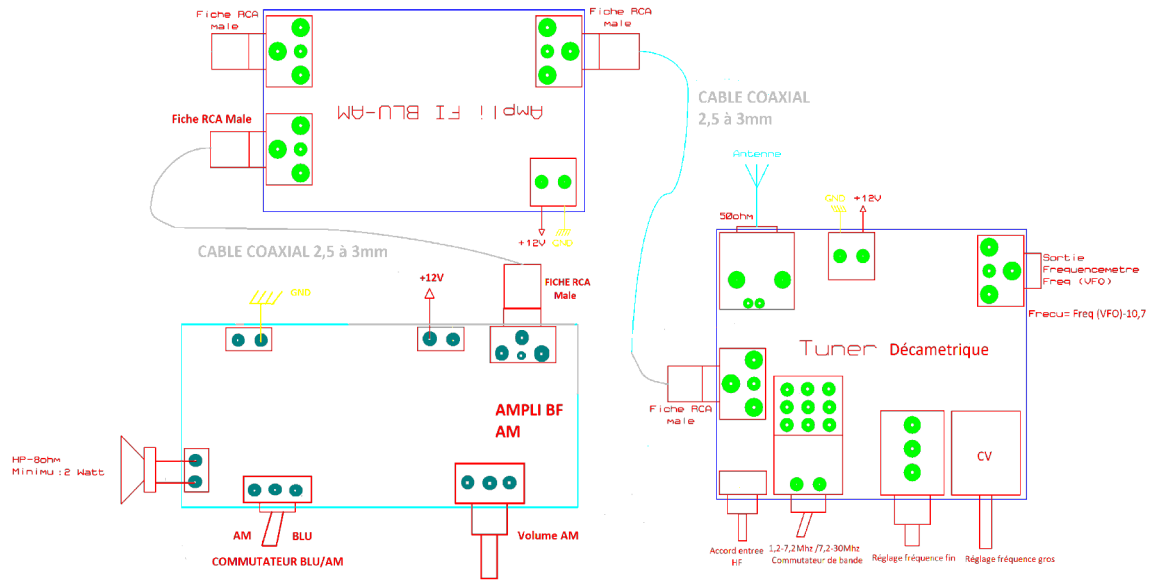 Fiche RCA
male
Fiche RCA
male
Ampli FI BLU-AM
Fiche RCA Male
CABLE COAXIAL
2,5 à 3mm
Antenne
50ohm
GND
+12V
+12V
GND
CABLE COAXIAL 2,5 à 3mm
Sortie
Frequencemetre
Freq (VFO)
Frecu= Freq (VFO)-10,7
GND
+12V
FICHE RCA
Male
Tuner Décametrique
AMPLI BF
AM
Fiche RCA
male
HP-8ohm
Minimu:2 Watt
CV
AM
BLU
COMMUTATEUR BLU/AM
Volume AM
Accord entree
HF
1,2-7,2Mhz /7,2-30Mhz
Commutateur de bande
Réglage fréquence fin
Réglage fréquence gros